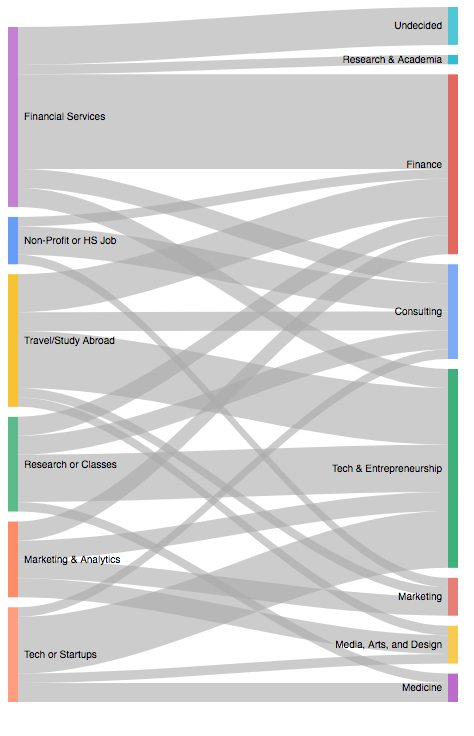 Financial Services
Non-Profit or HS Job
Travel/Study Abroad
Research or Classes
Marketing & Analytics
Tech or Startups
Undecided
Research & Academia
Finance
Consulting
Tech & Entrepreneurship
Marketing
Media, Arts, and Design
Medicine